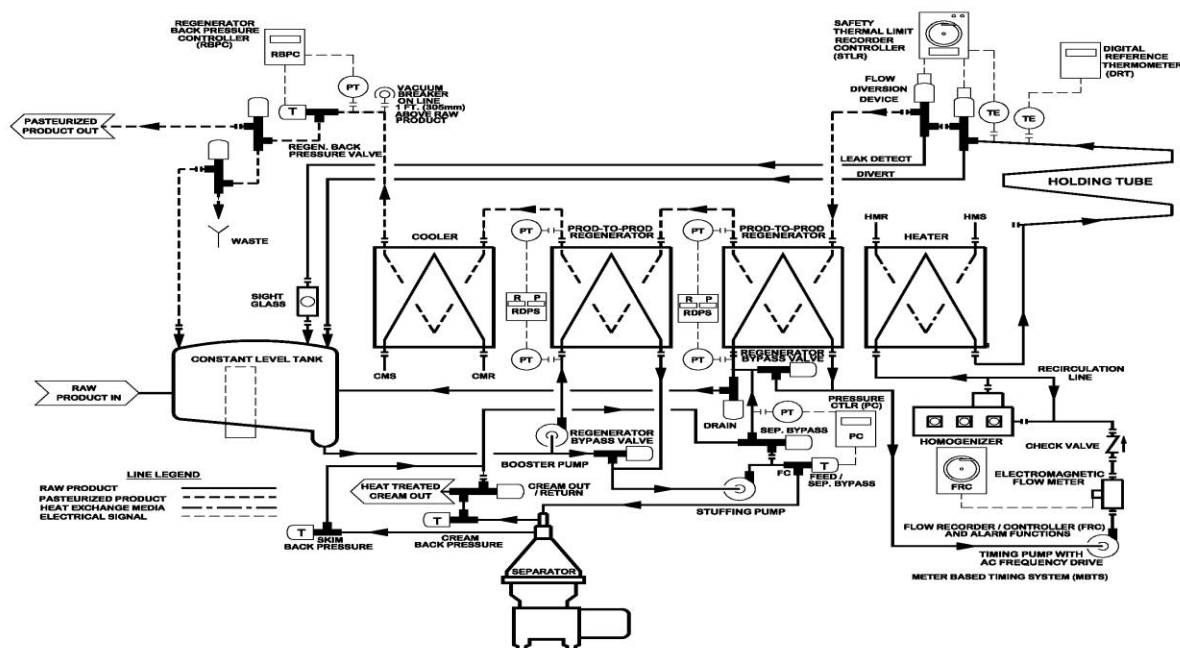 REGENERATOR
BACK PRESSURE
CONTROLLER
(RBPC)
RBPC
PT
T
VACUUM
BREAKER
ON LINE
1 FT. (305mm)
ABOVE RAW
PRODUCT
SAFETY
THERMAL LIMIT
RECORDER
CONTROLLER
(STLR)
DIGITAL
REFERENCE
THERMOMETER
(DRT)
FLOW
DIVERSION
DEVICE
TE
TE
PASTEURIZED
PRODUCT OUT
REGEN. BACK
PRESSURE VALVE
LEAK DETECT
DIVERT
HOLDING TUBE
WASTE
COOLER
PT
PROD-TO-PROD
REGENERATOR
PT
PROD-TO-PROD
REGENERATOR
HMR
HMS
HEATER
SIGHT
GLASS
R P
RDPS
R P
RDPS
CONSTANT LEVEL TANK
PT
PT
REGENERATOR
BYPASS VALVE
CMS
CMR
RAW
PRODUCT IN
RECIRCULATION
LINE
DRAIN
PT
PRESSURE
CTLR (PC)
PC
SEP. BYPASS
HOMOGENIZER
CHECK VALVE
REGENERATOR
BYPASS VALVE
BOOSTER PUMP
FC
T
FEED/
SEP. BYPASS
FRC
ELECTROMAGNETIC
FLOW METER
LINE LEGEND
RAW PRODUCT
PASTEURIZED PRODUCT
HEAT EXCHANGE MEDIA
ELECTRICAL SIGNAL
HEAT TREATED
CREAM OUT
CREAM OUT
/ RETURN
STUFFING PUMP
T
SKIM
BACK PRESSURE
T
CREAM
BACK PRESSURE
FLOW RECORDER / CONTROLLER (FRC)
AND ALARM FUNCTIONS
TIMING PUMP WITH
AC FREQUENCY DRIVE
SEPARATOR
METER BASED TIMING SYSTEM (MBTS)